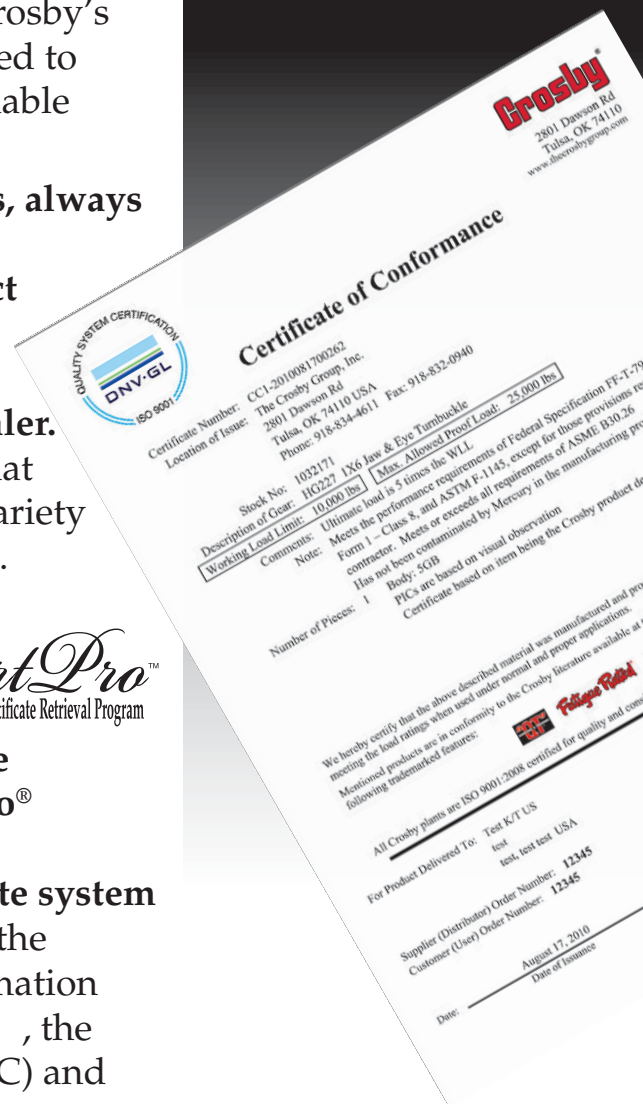 rosby's
ed to
nable
s, always
ct
ler.
at
ariety
.
rtPro™
tificate Retrieval Program
e
o®
te system
the
nation
, the
C) and
Crosby®
2801 Dawson Rd
Tulsa, OK 74110
www.thecrosbygroup.com
QUALITY SYSTEM CERTIFICATION
DNV·GL
ISO 9001
Certificate of Conformance
Certificate Number: CC1-2010081700262
Location of Issue: The Crosby Group, Inc.
2801 Dawson Rd
Tulsa, OK 74110 USA
Phone: 918-834-4611 Fax: 918-832-0940
Stock No: 1032171
Description of Gear: HG227 1X6 Jaw & Eye Turnbuckle
Working Load Limit: 10,000 lbs Max. Allowed Proof Load: 25,000 lbs
Comments: Ultimate load is 5 times the WLL
Note: Meets the performance requirements of Federal Specification FF-T-79
Form 1 – Class 8, and ASTM F-1145, except for those provisions re
contractor. Meets or exceeds all requirements of ASME B30.26
Has not been contaminated by Mercury in the manufacturing pro
Body: 5GB
Number of Pieces: 1 PICs are based on visual observation
Certificate based on item being the Crosby product de
We hereby certify that the above described material was manufactured and pro
meeting the load ratings when used under normal and proper applications.
Mentioned products are in conformity to the Crosby literature available at t
following trademarked features: QT Fatigue Rated
All Crosby plants are ISO 9001:2008 certified for quality and cons
For Product Delivered To: Test K/T US
test
test, test test USA
Supplier (Distributor) Order Number: 12345
Customer (User) Order Number: 12345
Date: August 17, 2010
Date of Issuance